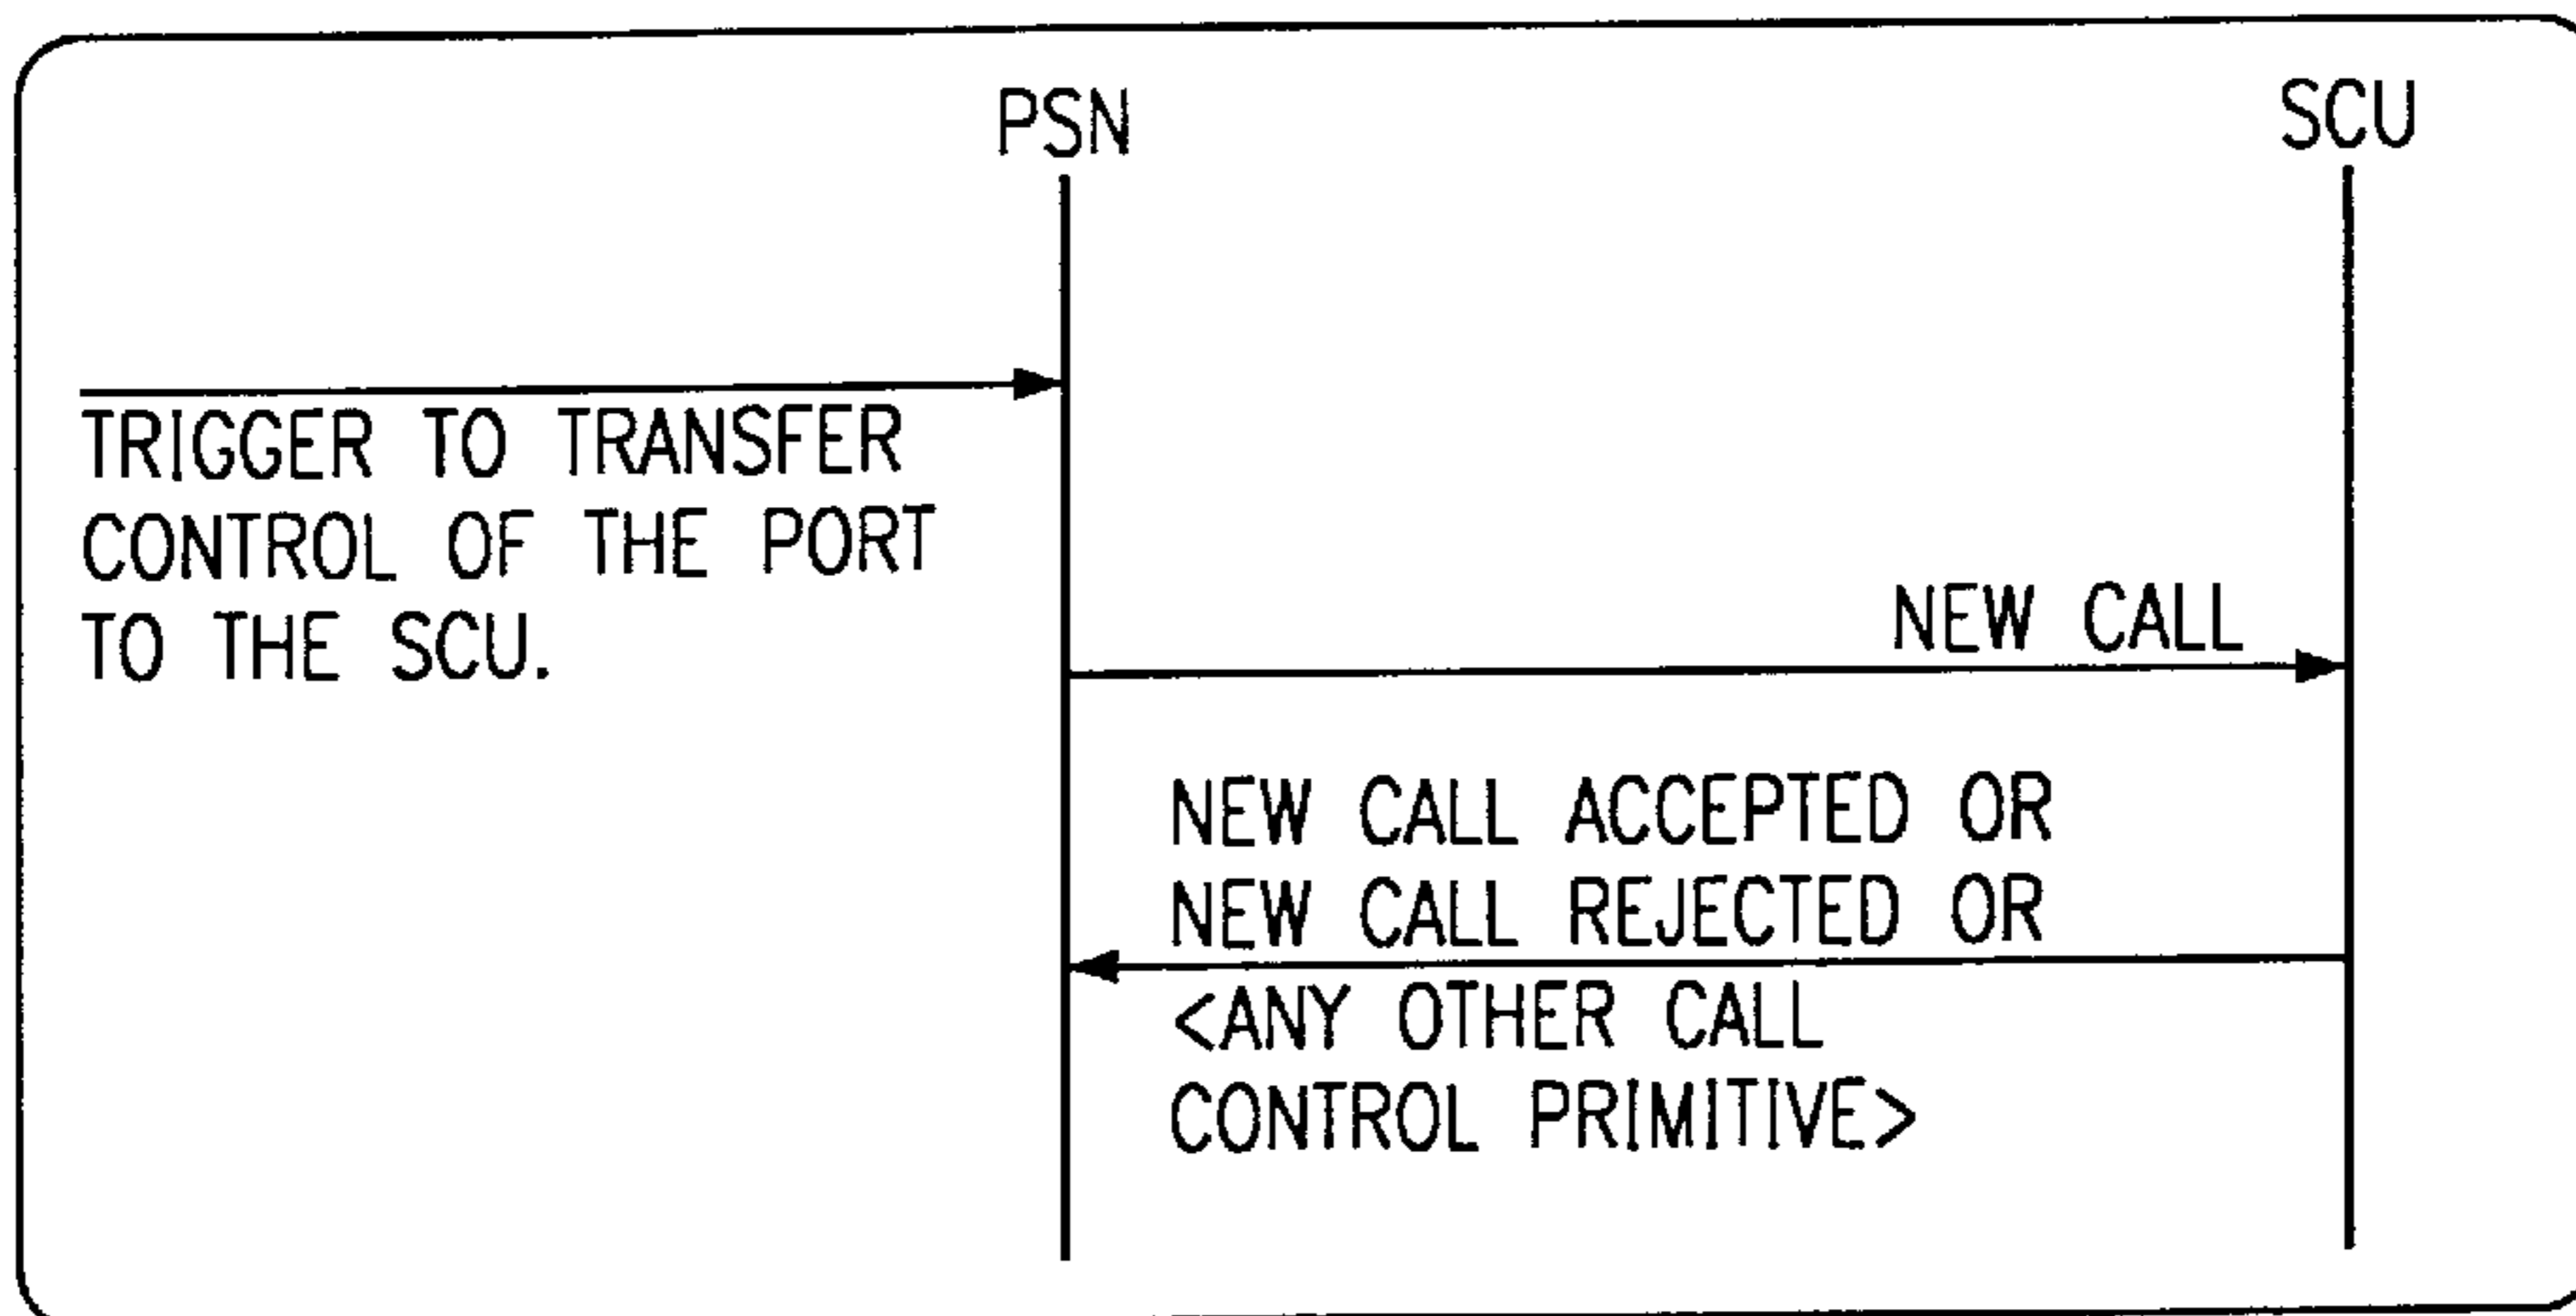 PSN
SCU
TRIGGER TO TRANSFER
CONTROL OF THE PORT
TO THE SCU.
NEW CALL
NEW CALL ACCEPTED OR
NEW CALL REJECTED OR
<ANY OTHER CALL
CONTROL PRIMITIVE>